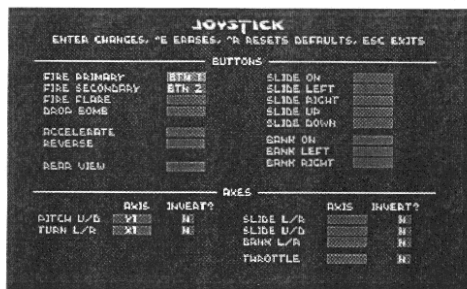 JOYSTICK
ENTER CHANGES, ^E ERASES, ^R RESETS DEFAULTS, ESC EXITS
BUTTONS
FIRE PRIMARY BTN 1
FIRE SECONDARY BTN 2
FIRE FLARE
DROP BOMB
ACCELERATE
REVERSE
REAR VIEW
SLIDE ON
SLIDE LEFT
SLIDE RIGHT
SLIDE UP
SLIDE DOWN
BANK ON
BANK LEFT
BANK RIGHT
AXES
AXIS INVERT?
PITCH U/D Y1 N
TURN L/R X1 N
AXIS INVERT?
SLIDE L/R N
SLIDE U/D N
BANK L/R N
THROTTLE N